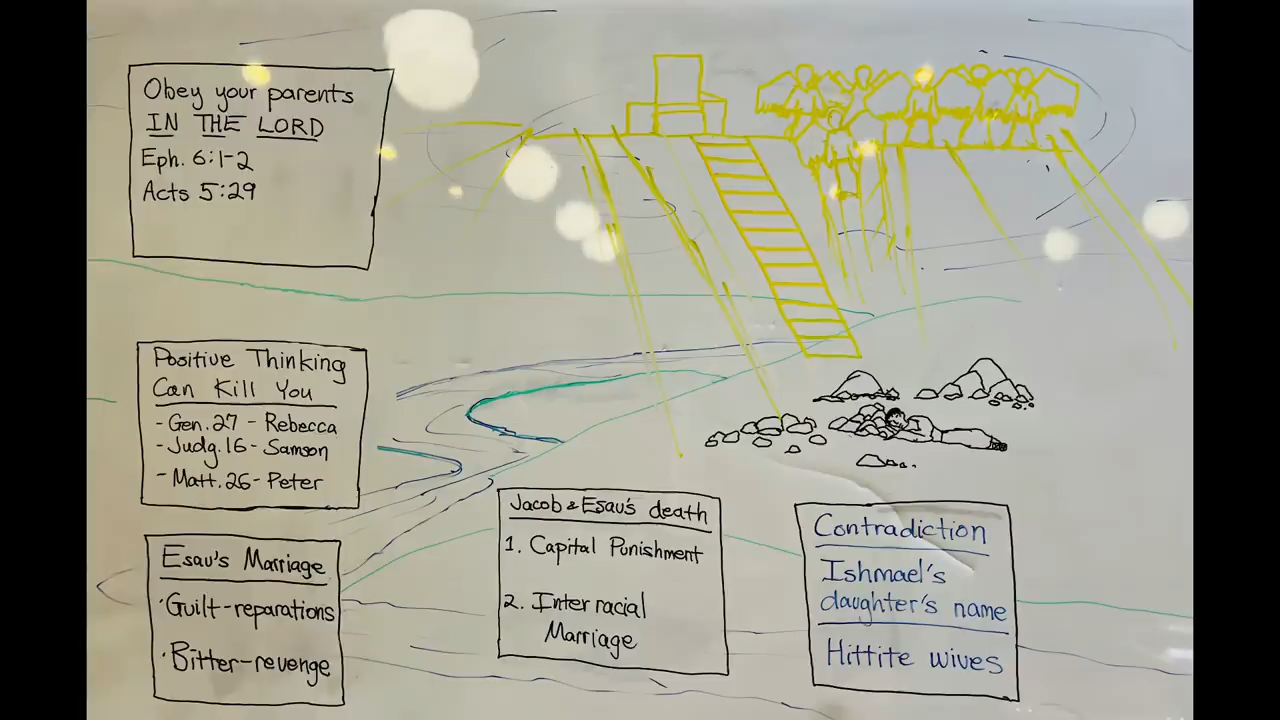 Obey your parents
IN THE LORD
Eph. 6:1-2
Acts 5:29
Positive Thinking
Can Kill You
- Gen. 27 - Rebecca
- Judg. 16 - Samson
- Matt. 26 - Peter
Esau's Marriage
·Guilt-reparations
·Bitter-revenge
Jacob & Esau's death
1. Capital Punishment
2. Interracial
Marriage
Contradiction
Ishmael's
daughter's name
Hittite wives